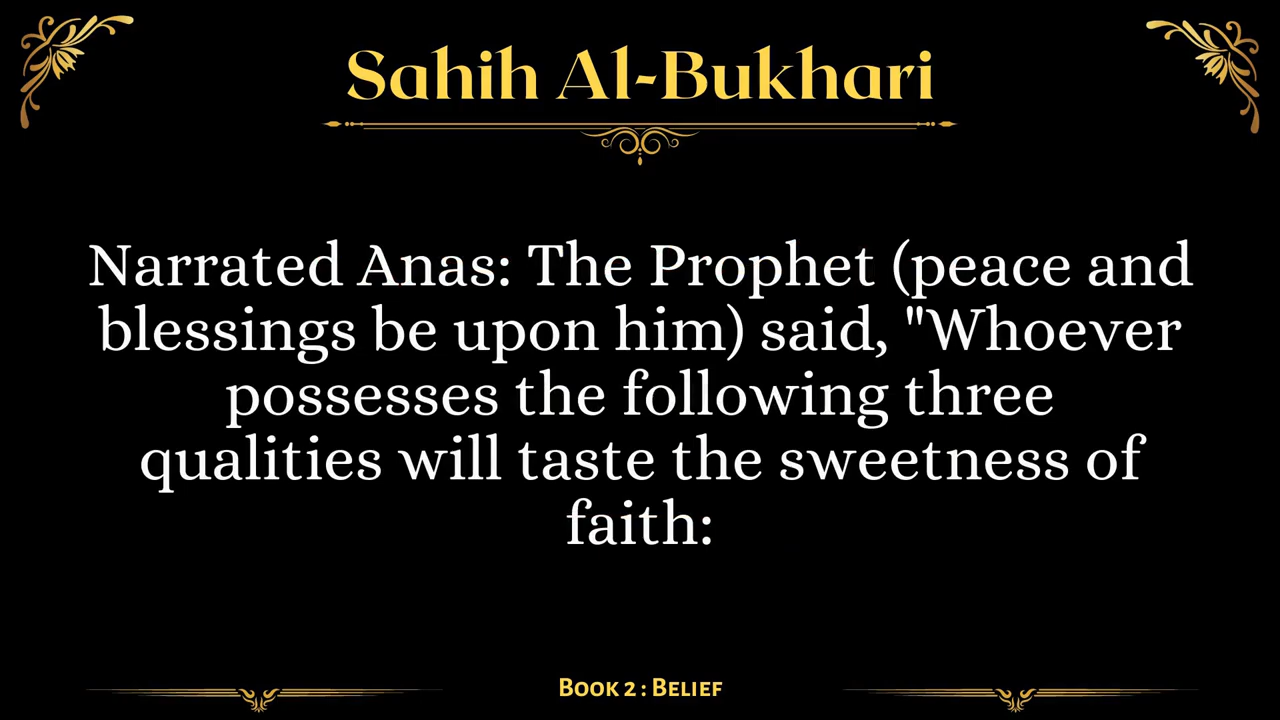 Sahih Al-Bukhari
Narrated Anas: The Prophet (peace and
blessings be upon him) said, "Whoever
possesses the following three
qualities will taste the sweetness of
faith:
Book 2 : Belief